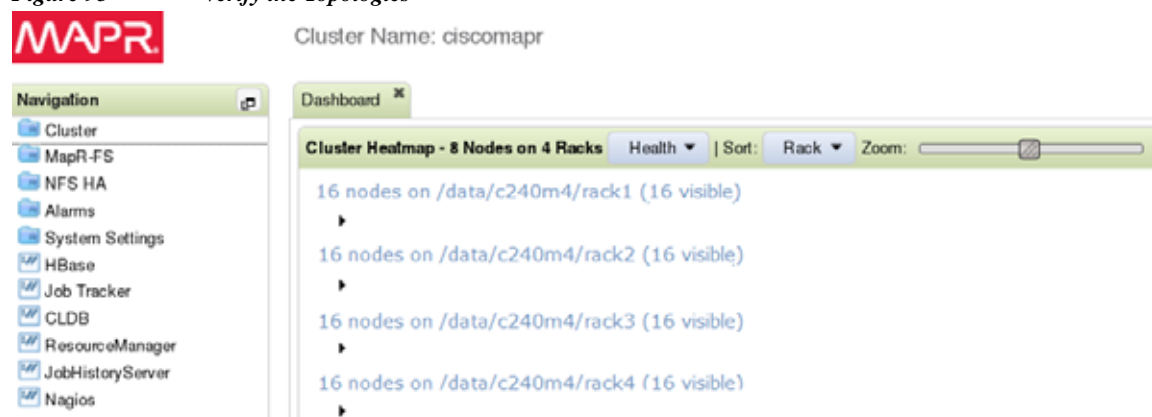 Verify the Topologies
MAPR.
Cluster Name: ciscomapr
Navigation
Cluster
MapR-FS
NFS HA
Alarms
System Settings
HBase
Job Tracker
CLDB
ResourceManager
JobHistoryServer
Nagios
Dashboard
Cluster Heatmap - 8 Nodes on 4 Racks Health | Sort: Rack Zoom:
16 nodes on /data/c240m4/rack1 (16 visible)
16 nodes on /data/c240m4/rack2 (16 visible)
16 nodes on /data/c240m4/rack3 (16 visible)
16 nodes on /data/c240m4/rack4 (16 visible)